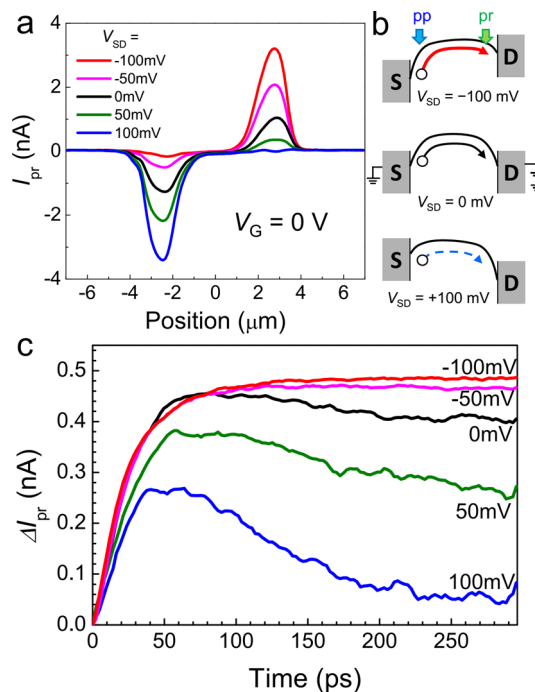 a
V_SD =
-100mV
-50mV
0mV
50mV
100mV
V_G = 0 V
I_pr (nA)
4
2
0
-2
-4
-6 -4 -2 0 2 4 6
Position (μm)
b
pp pr
S D
V_SD = −100 mV
S D
V_SD = 0 mV
S D
V_SD = +100 mV
c
-100mV
-50mV
0mV
50mV
100mV
ΔI_pr (nA)
0.5
0.4
0.3
0.2
0.1
0.0
0 50 100 150 200 250
Time (ps)